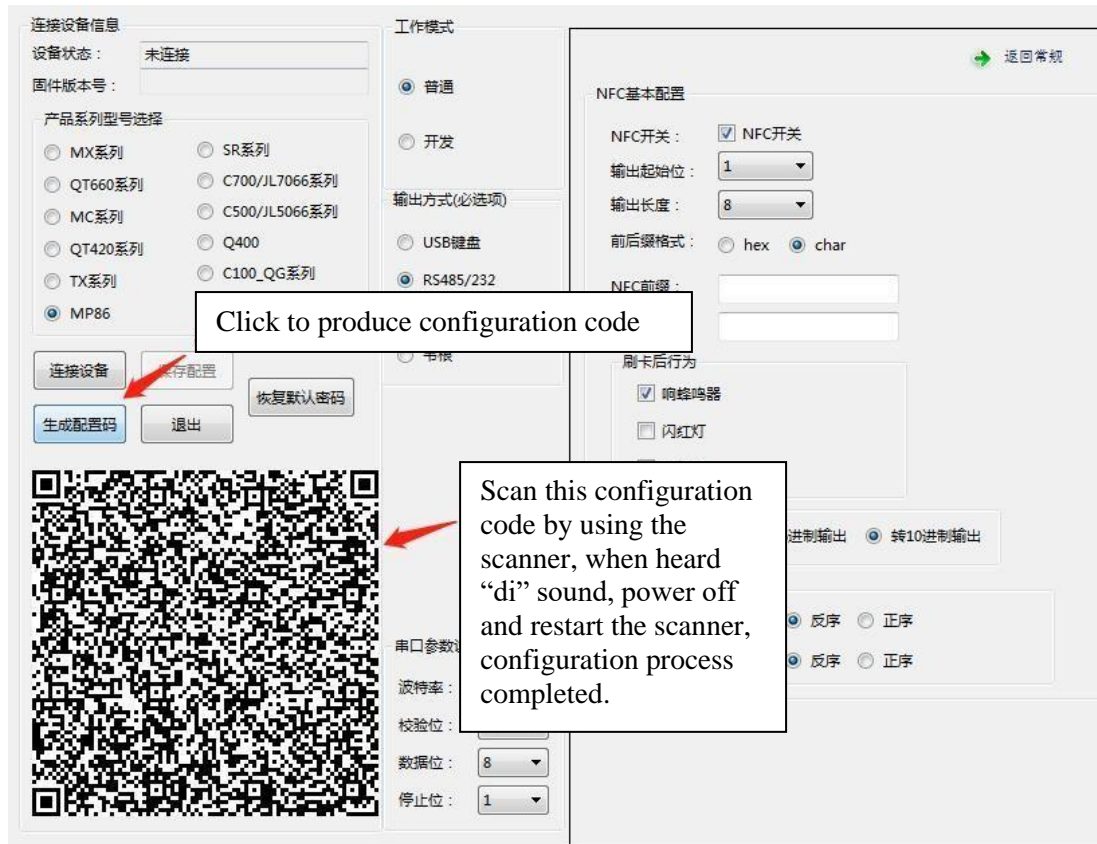 连接设备信息
设备状态： 未连接
固件版本号：
产品系列型号选择
MX系列
SR系列
QT660系列
C700/JL7066系列
MC系列
C500/JL5066系列
QT420系列
Q400
TX系列
C100_QG系列
MP86
连接设备
保存配置
恢复默认密码
生成配置码
退出
Click to produce configuration code
工作模式
普通
开发
输出方式(必选项)
USB键盘
RS485/232
韦根
Scan this configuration
code by using the
scanner, when heard
“di” sound, power off
and restart the scanner,
configuration process
completed.
串口参数
波特率：
校验位：
数据位： 8
停止位： 1
返回常规
NFC基本配置
NFC开关： NFC开关
输出起始位： 1
输出长度： 8
前后缀格式： hex char
NFC前缀：
刷卡后行为
响蜂鸣器
闪红灯
进制输出 转10进制输出
反序 正序
反序 正序